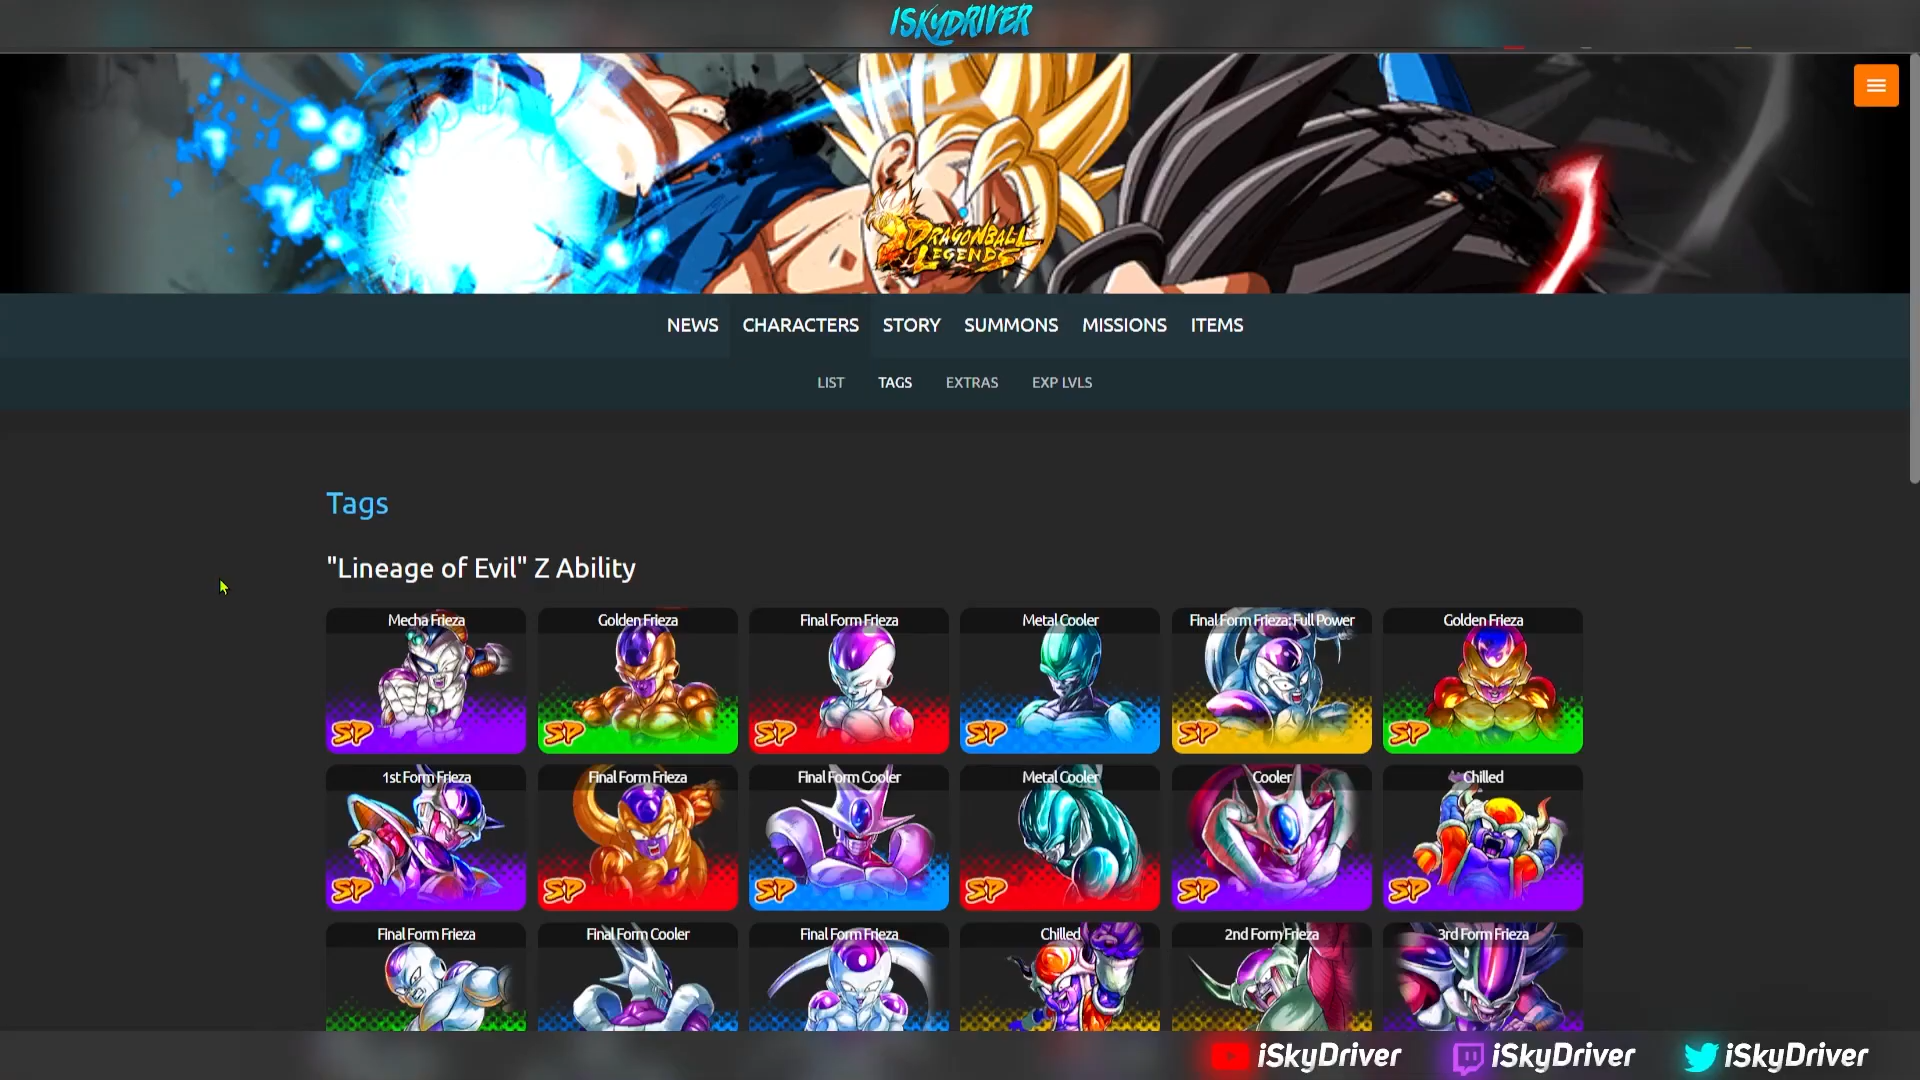 ISKYDRIVER
DRAGONBALL
LEGENDS
NEWS CHARACTERS STORY SUMMONS MISSIONS ITEMS
LIST TAGS EXTRAS EXP LVLS
Tags
"Lineage of Evil" Z Ability
Mecha Frieza Golden Frieza Final Form Frieza Metal Cooler Final Form Frieza: Full Power Golden Frieza
SP SP SP SP SP SP
1st Form Frieza Final Form Frieza Final Form Cooler Metal Cooler Cooler Chilled
SP SP SP SP SP SP
Final Form Frieza Final Form Cooler Final Form Frieza Chilled 2nd Form Frieza 3rd Form Frieza
iSkyDriver iSkyDriver iSkyDriver